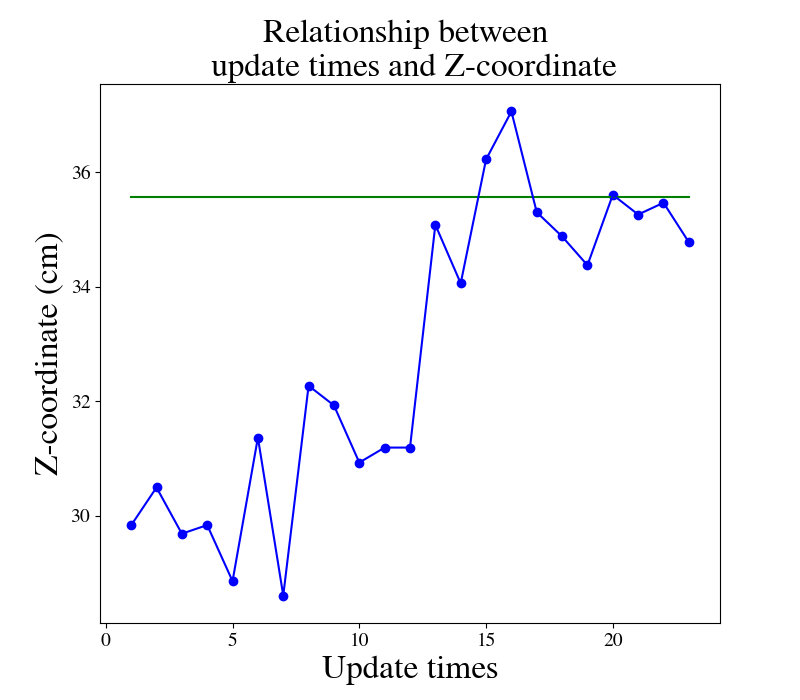 Relationship between
update times and Z-coordinate
Z-coordinate (cm)
36
34
32
30
0
5
10
15
20
Update times